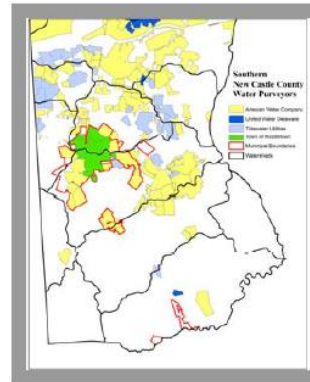 Southern
New Castle County
Water Purveyors
Artesian Water Company
United Water Delaware
Tidewater Utilities
Town of Middletown
Municipal Boundaries
Watersheds